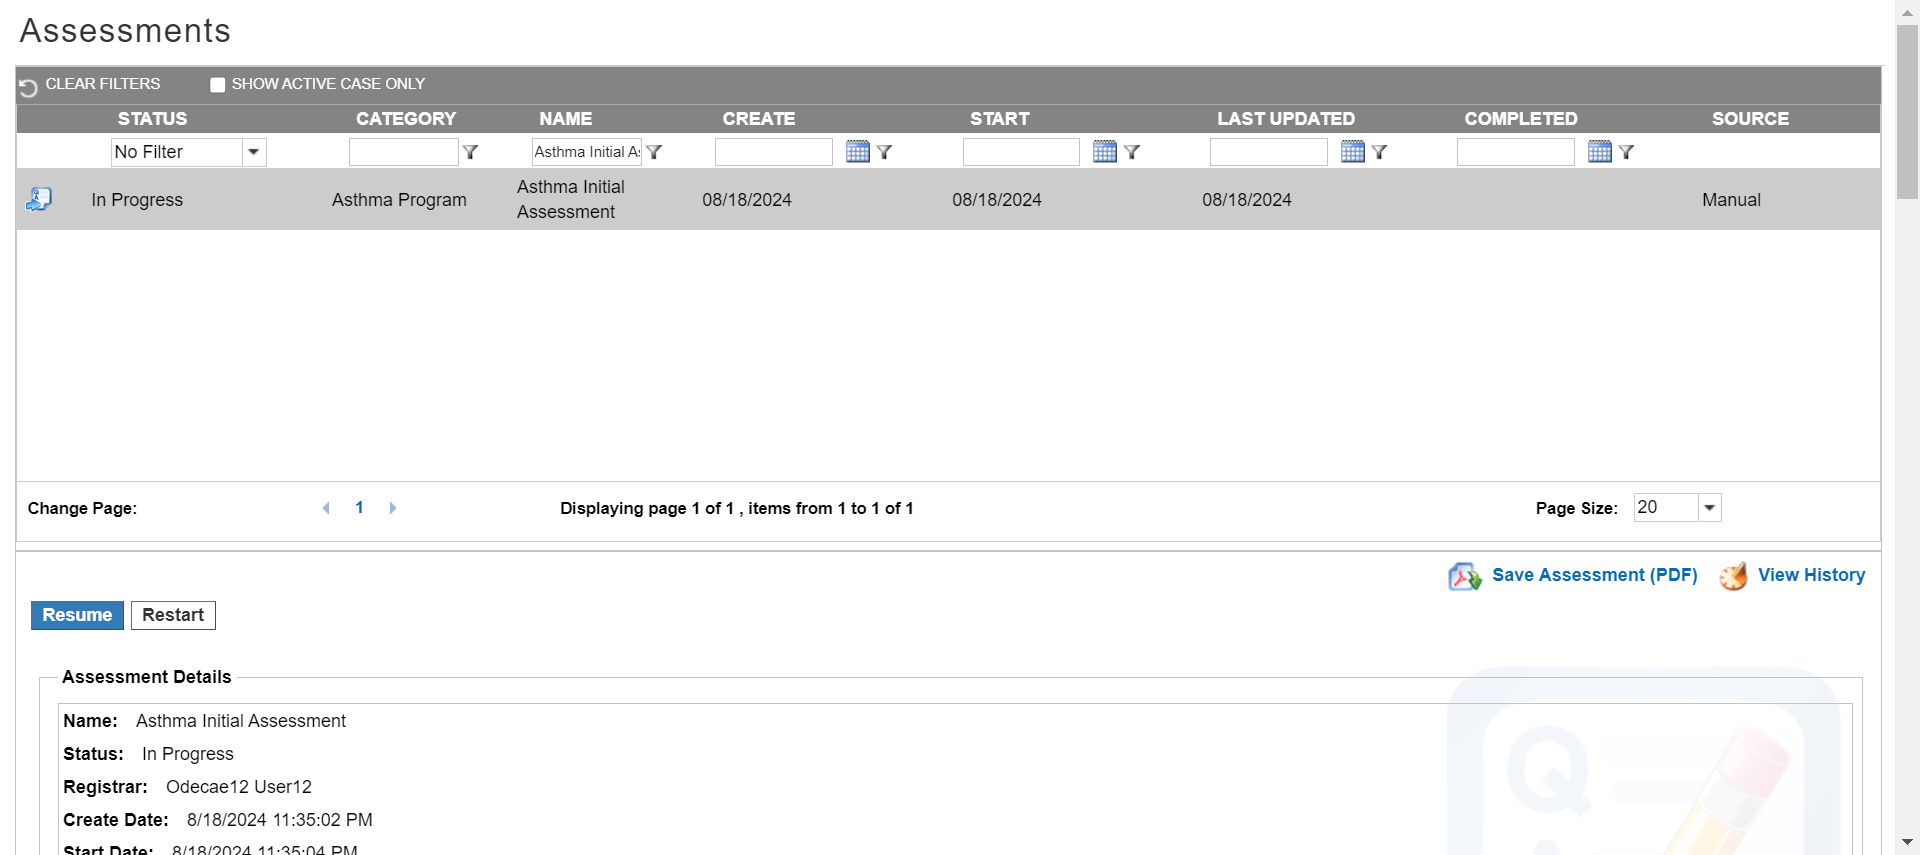 Assessments
CLEAR FILTERS SHOW ACTIVE CASE ONLY
STATUS CATEGORY NAME CREATE START LAST UPDATED COMPLETED SOURCE
No Filter Asthma Initial A
In Progress Asthma Program Asthma Initial Assessment 08/18/2024 08/18/2024 08/18/2024 Manual
Change Page: 1 Displaying page 1 of 1 , items from 1 to 1 of 1 Page Size: 20
Save Assessment (PDF) View History
Resume Restart
Assessment Details
Name: Asthma Initial Assessment
Status: In Progress
Registrar: Odecae12 User12
Create Date: 8/18/2024 11:35:02 PM
Start Date: 8/18/2024 11:35:04 PM